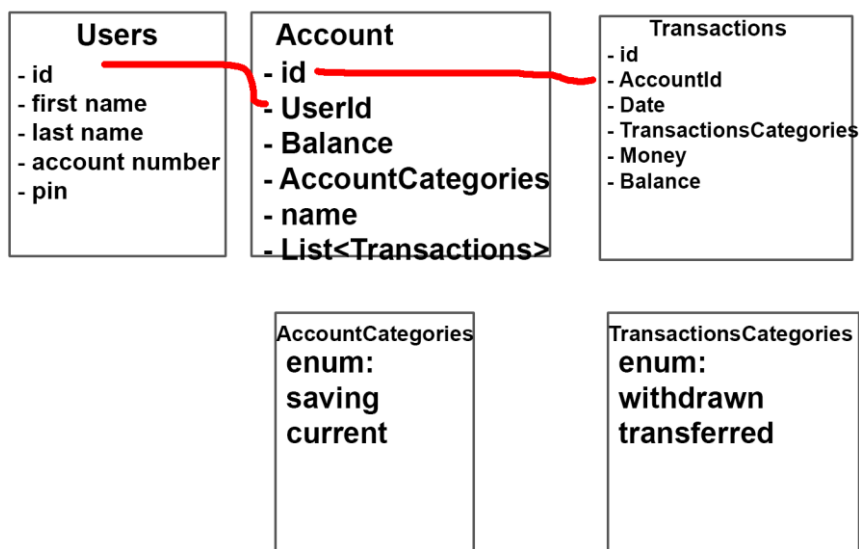 Users
- id
- first name
- last name
- account number
- pin
Account
- id
- UserId
- Balance
- AccountCategories
- name
- List<Transactions>
Transactions
- id
- AccountId
- Date
- TransactionsCategories
- Money
- Balance
AccountCategories
enum:
saving
current
TransactionsCategories
enum:
withdrawn
transferred